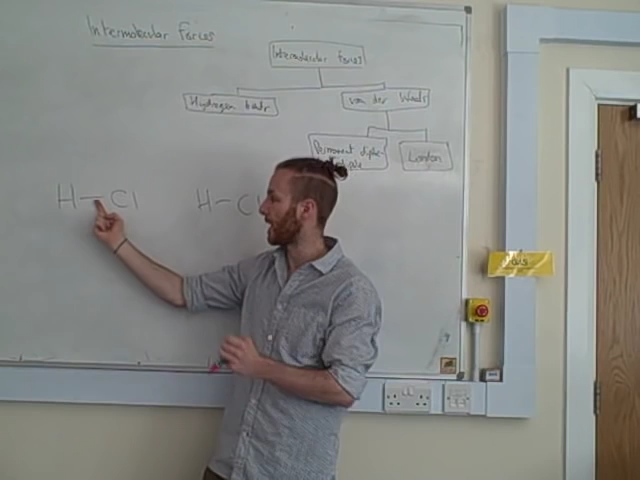 Intermolecular Forces
Intermolecular Forces
Hydrogen bonds
van der Waals
Permanent dipole
dipole
London
H-Cl
H-Cl